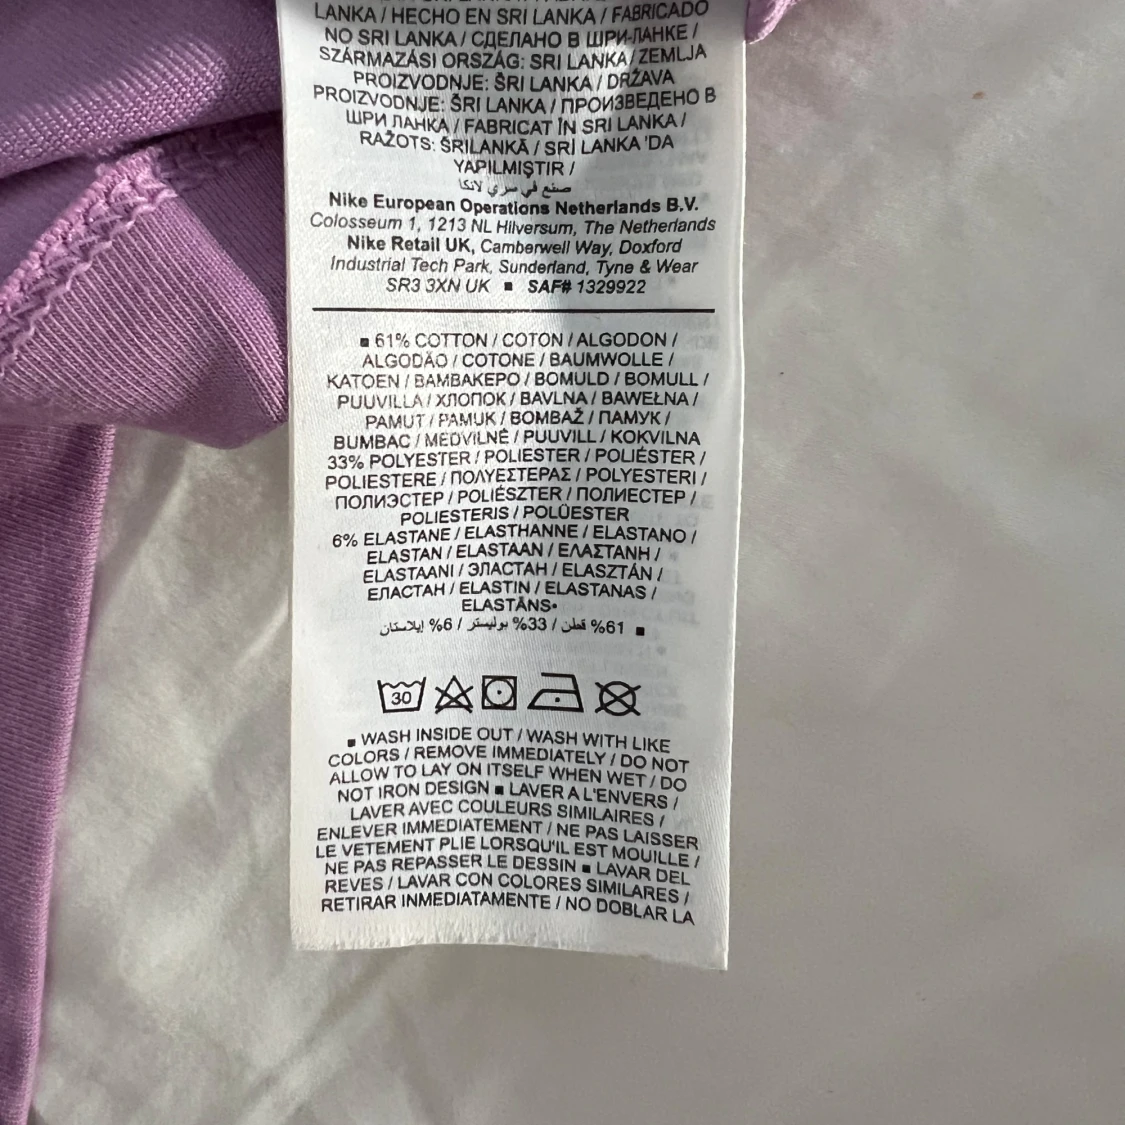 LANKA / HECHO EN SRI LANKA / FABRICADO
NO SRI LANKA / СДЕЛАНО В ШРИ-ЛАНКЕ /
SZÁRMAZÁSI ORSZÁG: SRI LANKA / ZEMLJA
PROIZVODNJE: ŠRI LANKA / DRŽAVA
PROIZVODNJE: ŠRI LANKA / ПРОИЗВЕДЕНО В
ШРИ ЛАНКА / FABRICAT ÎN SRI LANKA /
RAŽOTS: ŠRILANKĀ / SRİ LANKA 'DA
YAPILMIŞTIR /
صنع في سري لانكا
Nike European Operations Netherlands B.V.
Colosseum 1, 1213 NL Hilversum, The Netherlands
Nike Retail UK, Camberwell Way, Doxford
Industrial Tech Park, Sunderland, Tyne & Wear
SR3 3XN UK ■ SAF# 1329922
■ 61% COTTON / COTON / ALGODON /
ALGODÃO / COTONE / BAUMWOLLE /
KATOEN / ΒΑΜΒΑΚΕΡΟ / BOMULD / BOMULL /
PUUVILLA / ХЛОПОК / BAVLNA / BAWEŁNA /
PAMUT / PAMUK / BOMBAŽ / ПАМУК /
BUMBAC / MEDVILNĖ / PUUVILL / KOKVILNA
33% POLYESTER / POLIESTER / POLIÉSTER /
POLIESTERE / ΠΟΛΥΕΣΤΕΡΑΣ / POLYESTERI /
ПОЛИЭСТЕР / POLIÉSZTER / ПОЛИЕСТЕР /
POLIESTERIS / POLÜESTER
6% ELASTANE / ELASTHANNE / ELASTANO /
ELASTAN / ELASTAAN / ΕΛΑΣΤΑΝΗ /
ELASTAANI / ЭЛАСТАН / ELASZTÁN /
ЕЛАСТАН / ELASTIN / ELASTANAS /
ELASTĀNS•
■ 61% قطن / 33% بوليستر / 6% إيلاستان
30
■ WASH INSIDE OUT / WASH WITH LIKE
COLORS / REMOVE IMMEDIATELY / DO NOT
ALLOW TO LAY ON ITSELF WHEN WET / DO
NOT IRON DESIGN ■ LAVER A L'ENVERS /
LAVER AVEC COULEURS SIMILAIRES /
ENLEVER IMMEDIATEMENT / NE PAS LAISSER
LE VETEMENT PLIE LORSQU'IL EST MOUILLE /
NE PAS REPASSER LE DESSIN ■ LAVAR DEL
REVES / LAVAR CON COLORES SIMILARES /
RETIRAR INMEDIATAMENTE / NO DOBLAR LA